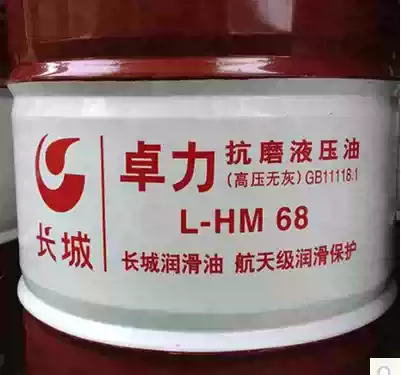 长城
卓力
抗磨液压油
(高压无灰) GB11118.1
L-HM 68
长城润滑油 航天级润滑保护